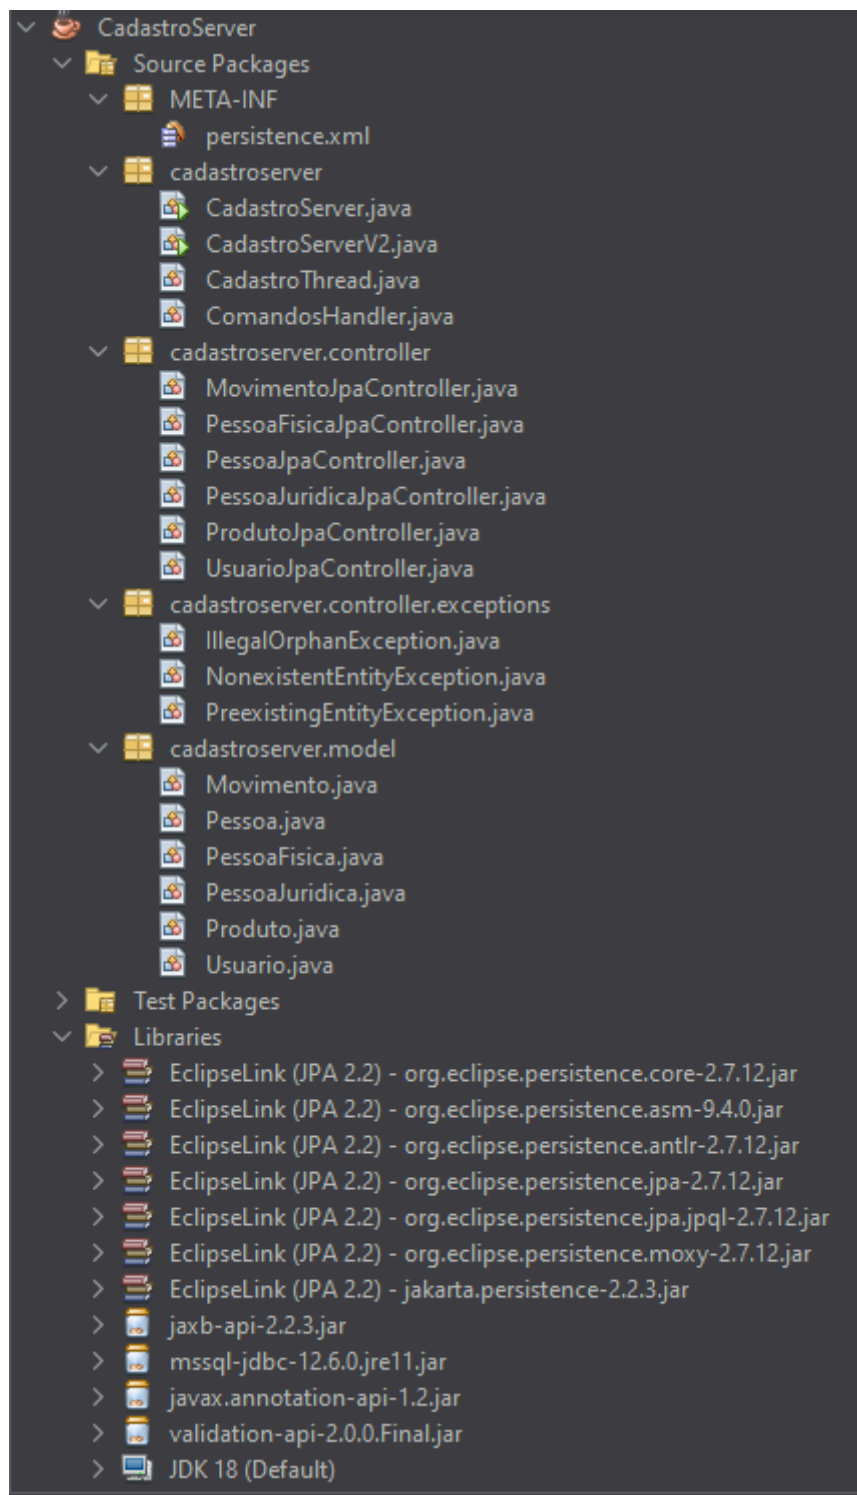 CadastroServer
Source Packages
META-INF
persistence.xml
cadastroserver
CadastroServer.java
CadastroServerV2.java
CadastroThread.java
ComandosHandler.java
cadastroserver.controller
MovimentoJpaController.java
PessoaFisicaJpaController.java
PessoaJpaController.java
PessoaJuridicaJpaController.java
ProdutoJpaController.java
UsuarioJpaController.java
cadastroserver.controller.exceptions
IllegalOrphanException.java
NonexistentEntityException.java
PreexistingEntityException.java
cadastroserver.model
Movimento.java
Pessoa.java
PessoaFisica.java
PessoaJuridica.java
Produto.java
Usuario.java
Test Packages
Libraries
EclipseLink (JPA 2.2) - org.eclipse.persistence.core-2.7.12.jar
EclipseLink (JPA 2.2) - org.eclipse.persistence.asm-9.4.0.jar
EclipseLink (JPA 2.2) - org.eclipse.persistence.antlr-2.7.12.jar
EclipseLink (JPA 2.2) - org.eclipse.persistence.jpa-2.7.12.jar
EclipseLink (JPA 2.2) - org.eclipse.persistence.jpa.jpql-2.7.12.jar
EclipseLink (JPA 2.2) - org.eclipse.persistence.moxy-2.7.12.jar
EclipseLink (JPA 2.2) - jakarta.persistence-2.2.3.jar
jaxb-api-2.2.3.jar
mssql-jdbc-12.6.0.jre11.jar
javax.annotation-api-1.2.jar
validation-api-2.0.0.Final.jar
JDK 18 (Default)